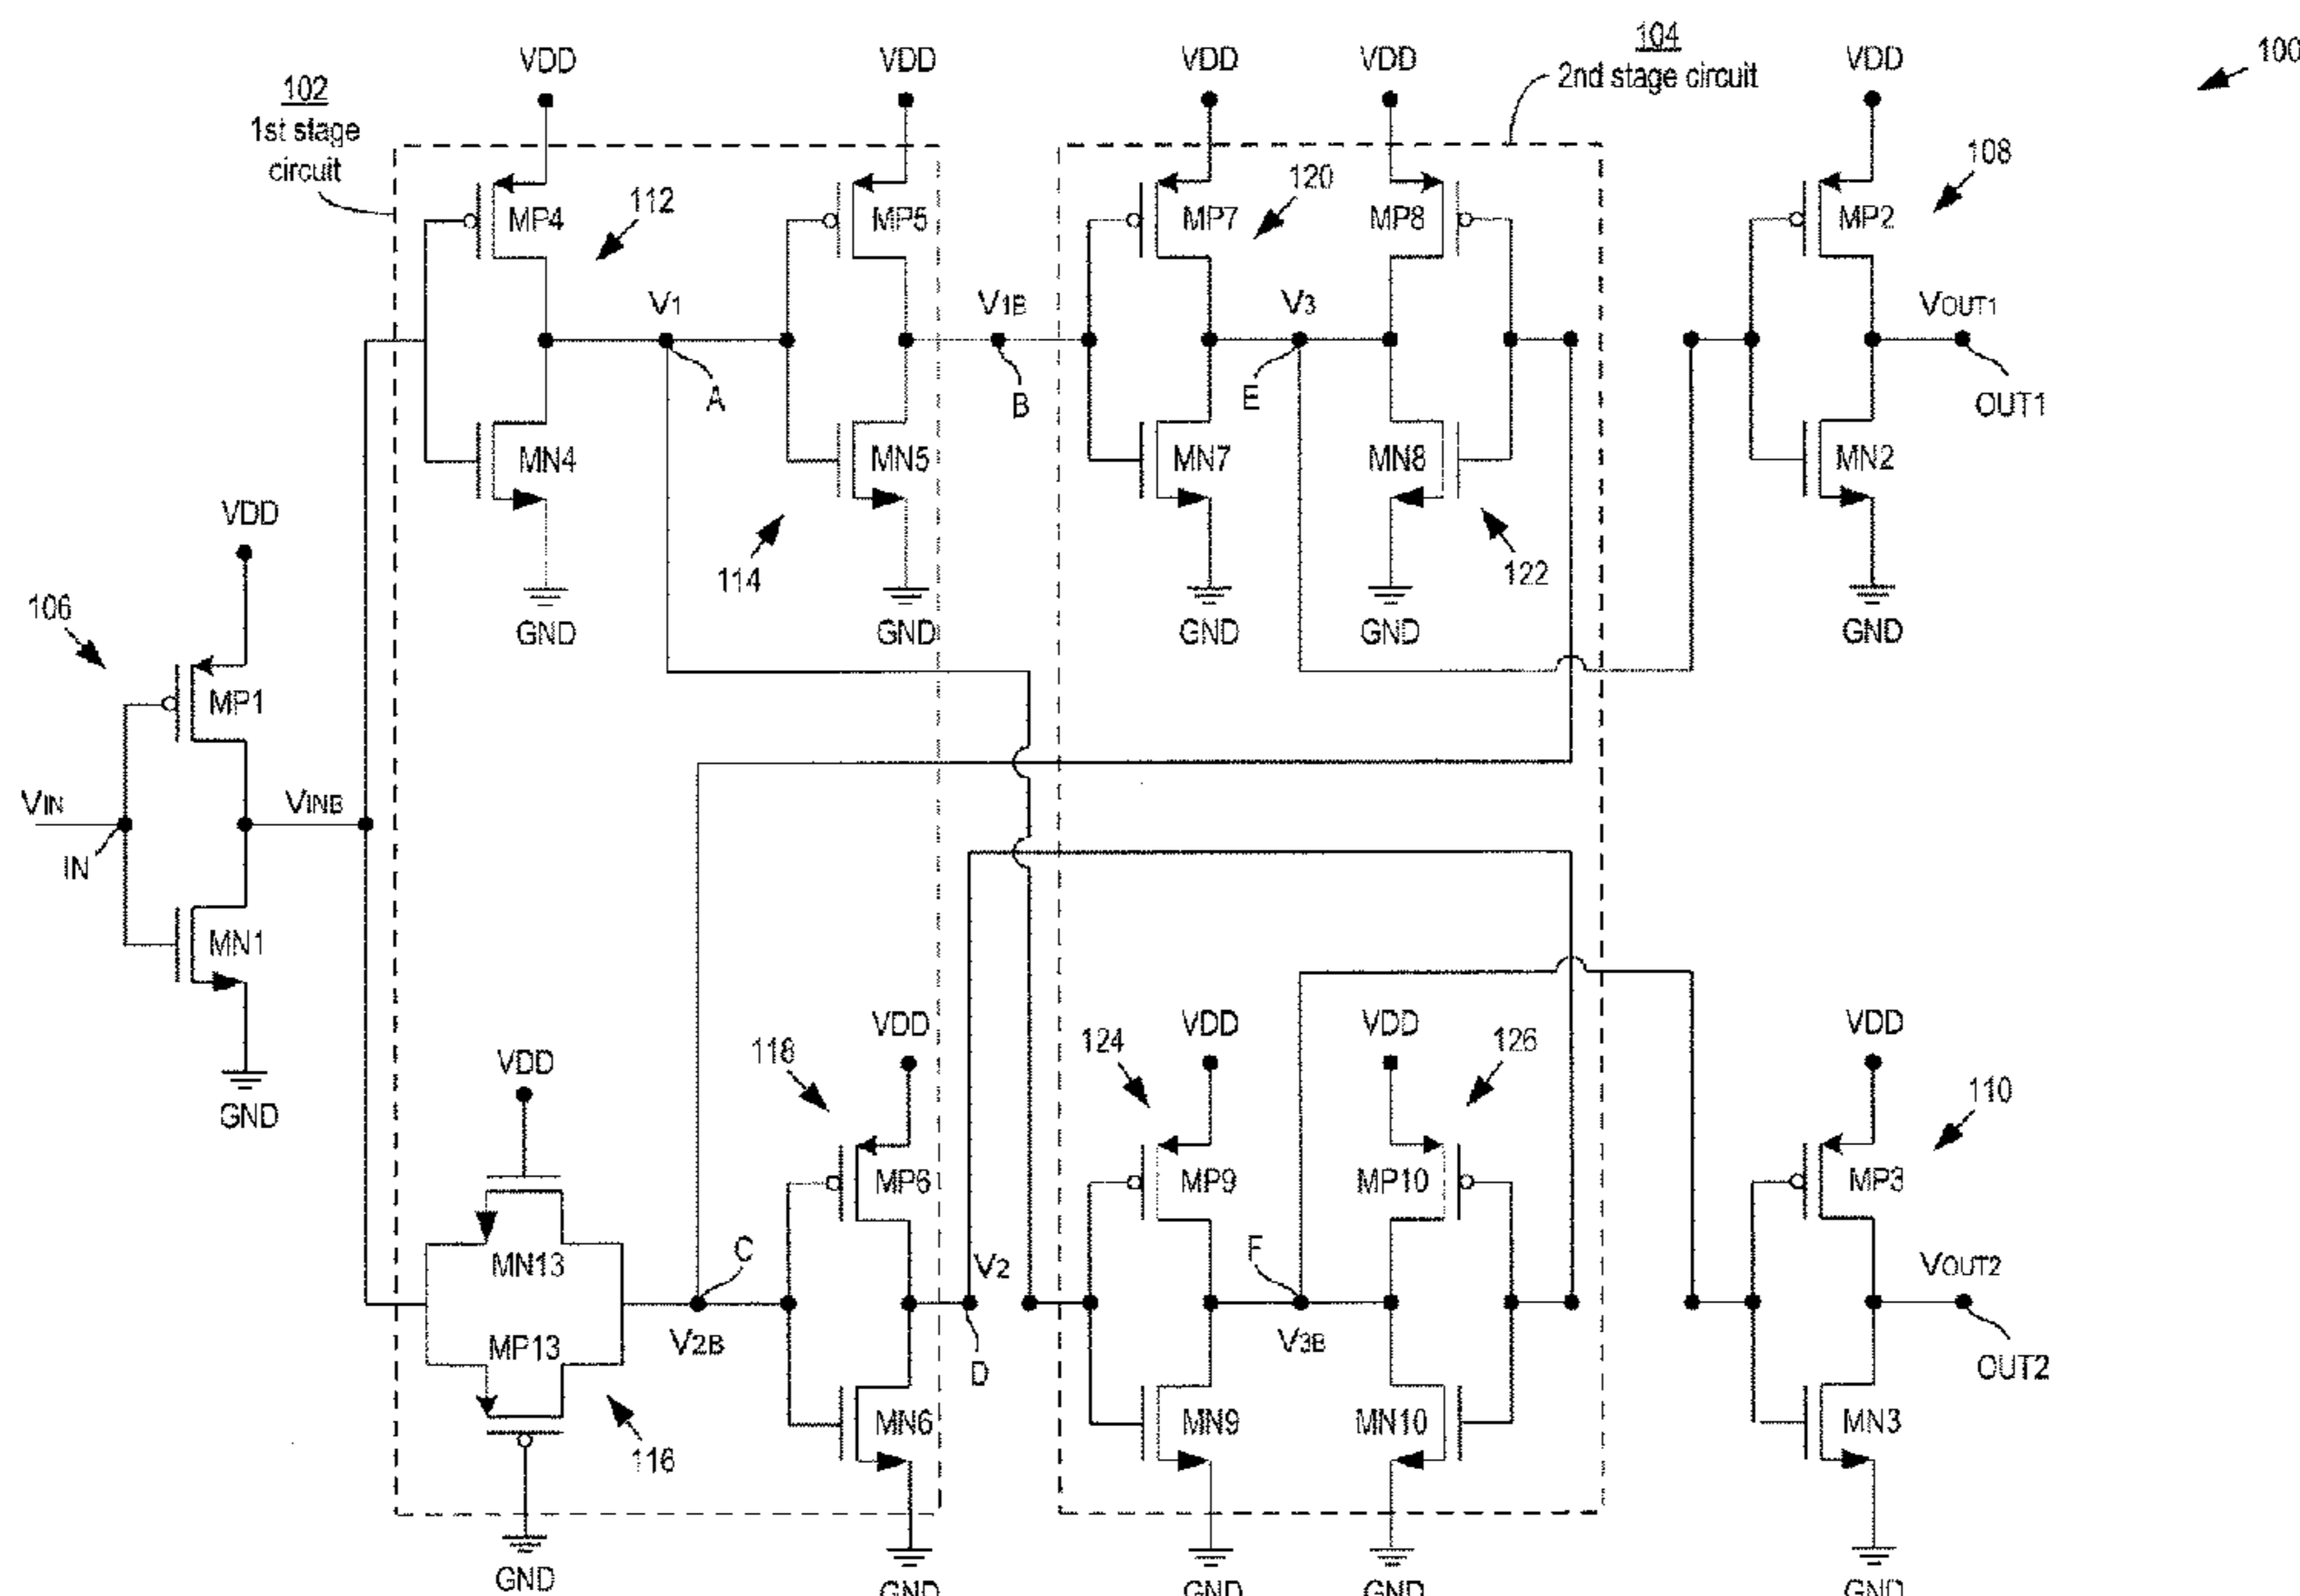 100
104
2nd stage circuit
102
1st stage
circuit
VDD
VDD
VDD
VDD
VDD
MP4
112
MP5
MP7
120
MP8
MP2
108
V1
V1B
V3
VOUT1
A
B
E
OUT1
MN4
MN5
MN7
MN8
MN2
114
122
GND
GND
GND
GND
GND
VDD
106
MP1
VIN
VINB
IN
MN1
GND
VDD
118
VDD
124
VDD
VDD
126
VDD
110
MP6
MP9
MP10
MP3
MN13
C
V2
F
VOUT2
MP13
V2B
D
V3B
OUT2
116
MN6
MN9
MN10
MN3
GND
GND
GND
GND
GND